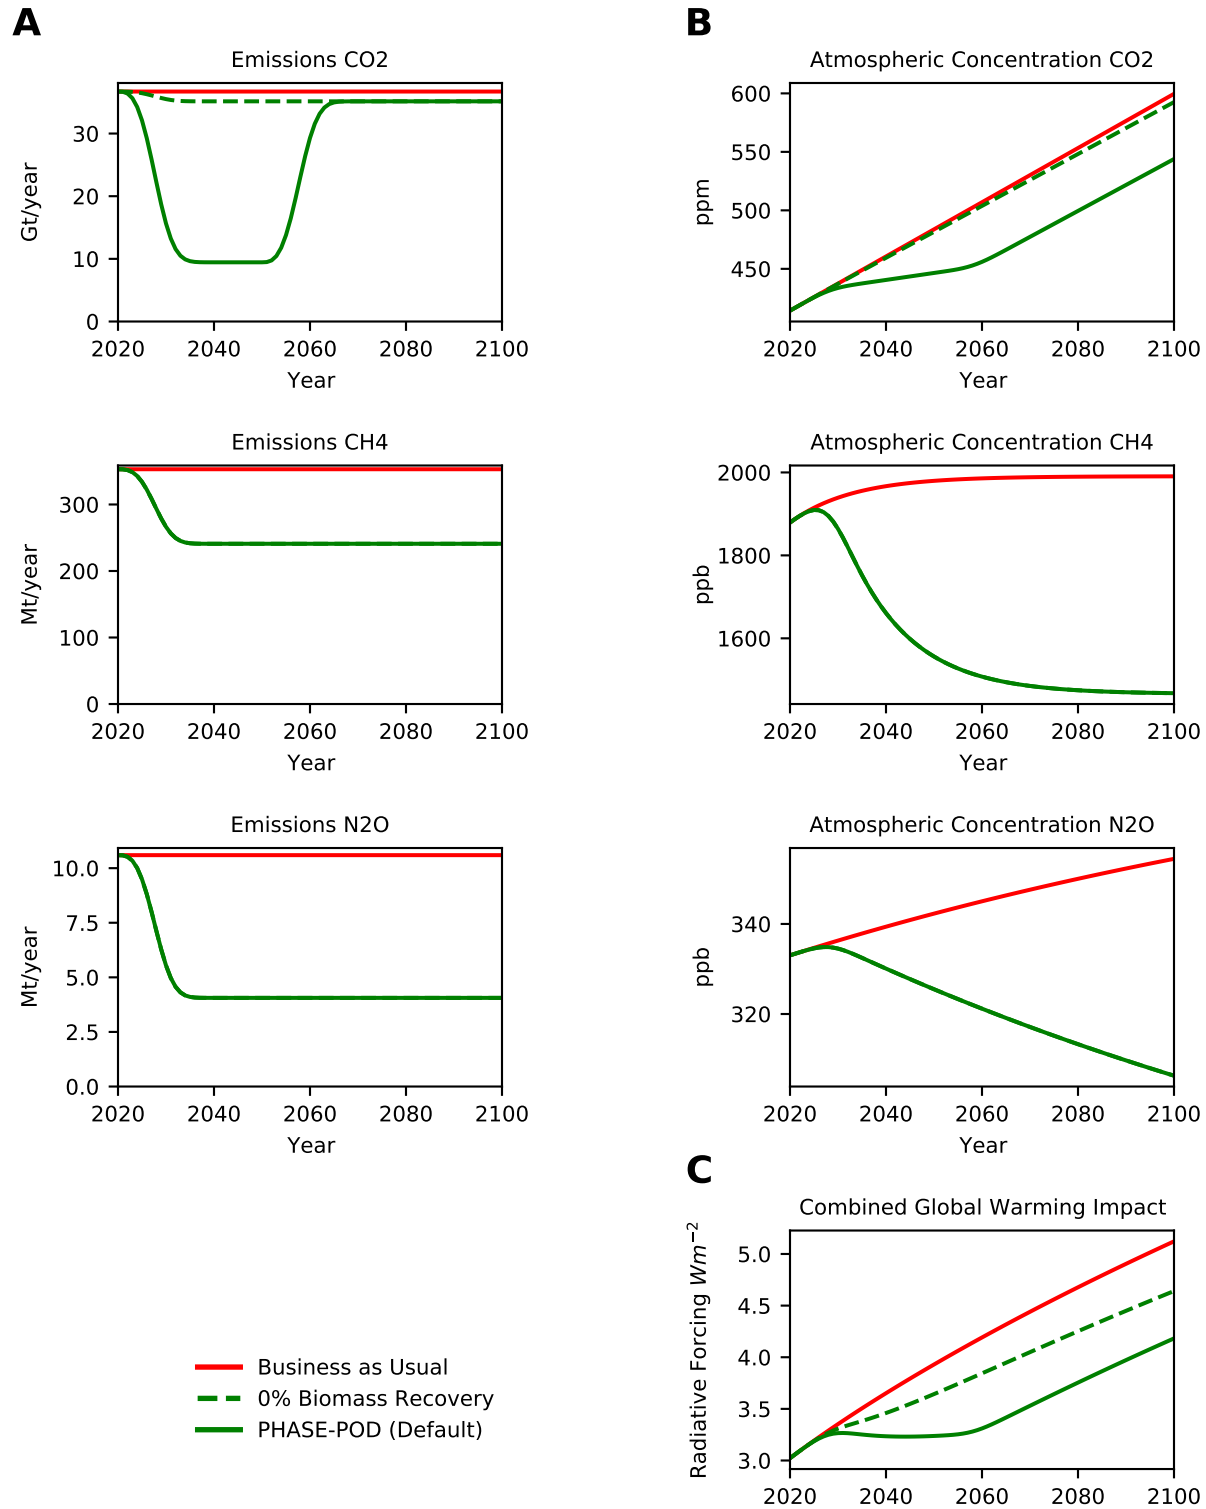 A
Emissions CO2
Gt/year
30
20
10
0
2020 2040 2060 2080 2100
Year
B
Atmospheric Concentration CO2
ppm
600
550
500
450
2020 2040 2060 2080 2100
Year
Emissions CH4
Mt/year
300
200
100
0
2020 2040 2060 2080 2100
Year
Atmospheric Concentration CH4
ppb
2000
1800
1600
2020 2040 2060 2080 2100
Year
Emissions N2O
Mt/year
10.0
7.5
5.0
2.5
0.0
2020 2040 2060 2080 2100
Year
Atmospheric Concentration N2O
ppb
340
320
2020 2040 2060 2080 2100
Year
C
Combined Global Warming Impact
Radiative Forcing Wm⁻²
5.0
4.5
4.0
3.5
3.0
2020 2040 2060 2080 2100
Business as Usual
0% Biomass Recovery
PHASE-POD (Default)